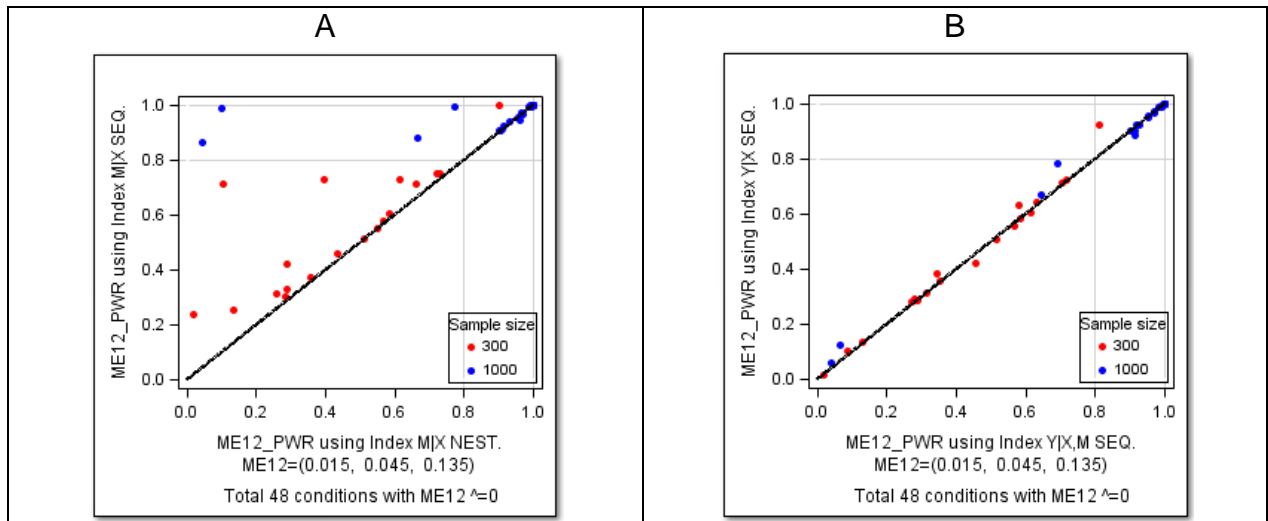 A
ME12_PWR using Index M|X SEQ.
1.0
0.8
0.6
0.4
0.2
0.0
Sample size
300
1000
0.0 0.2 0.4 0.6 0.8 1.0
ME12_PWR using Index M|X NEST.
ME12=(0.015, 0.045, 0.135)
Total 48 conditions with ME12 ^=0
B
ME12_PWR using Index Y|X SEQ.
1.0
0.8
0.6
0.4
0.2
0.0
Sample size
300
1000
0.0 0.2 0.4 0.6 0.8 1.0
ME12_PWR using Index Y|X,M SEQ.
ME12=(0.015, 0.045, 0.135)
Total 48 conditions with ME12 ^=0